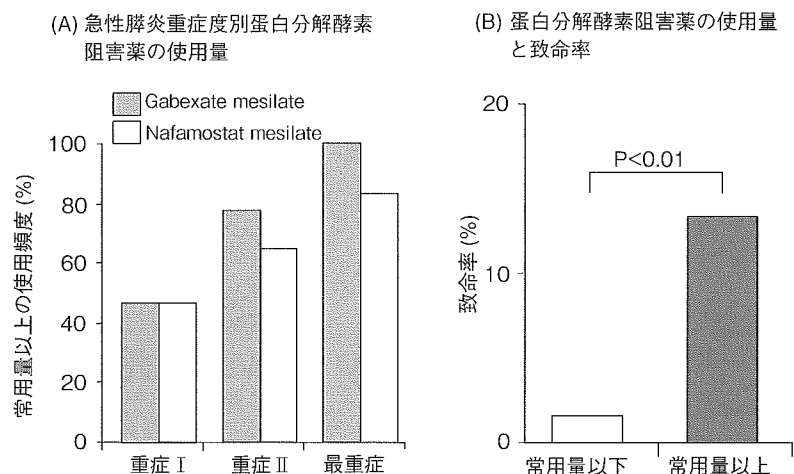 (A) 急性膵炎重症度別蛋白分解酵素
阻害薬の使用量
Gabexate mesilate
Nafamostat mesilate
常用量以上の使用頻度 (%)
100
80
60
40
20
0
重症 I
重症 II
最重症
(B) 蛋白分解酵素阻害薬の使用量
と致命率
致命率 (%)
20
10
0
P<0.01
常用量以下
常用量以上